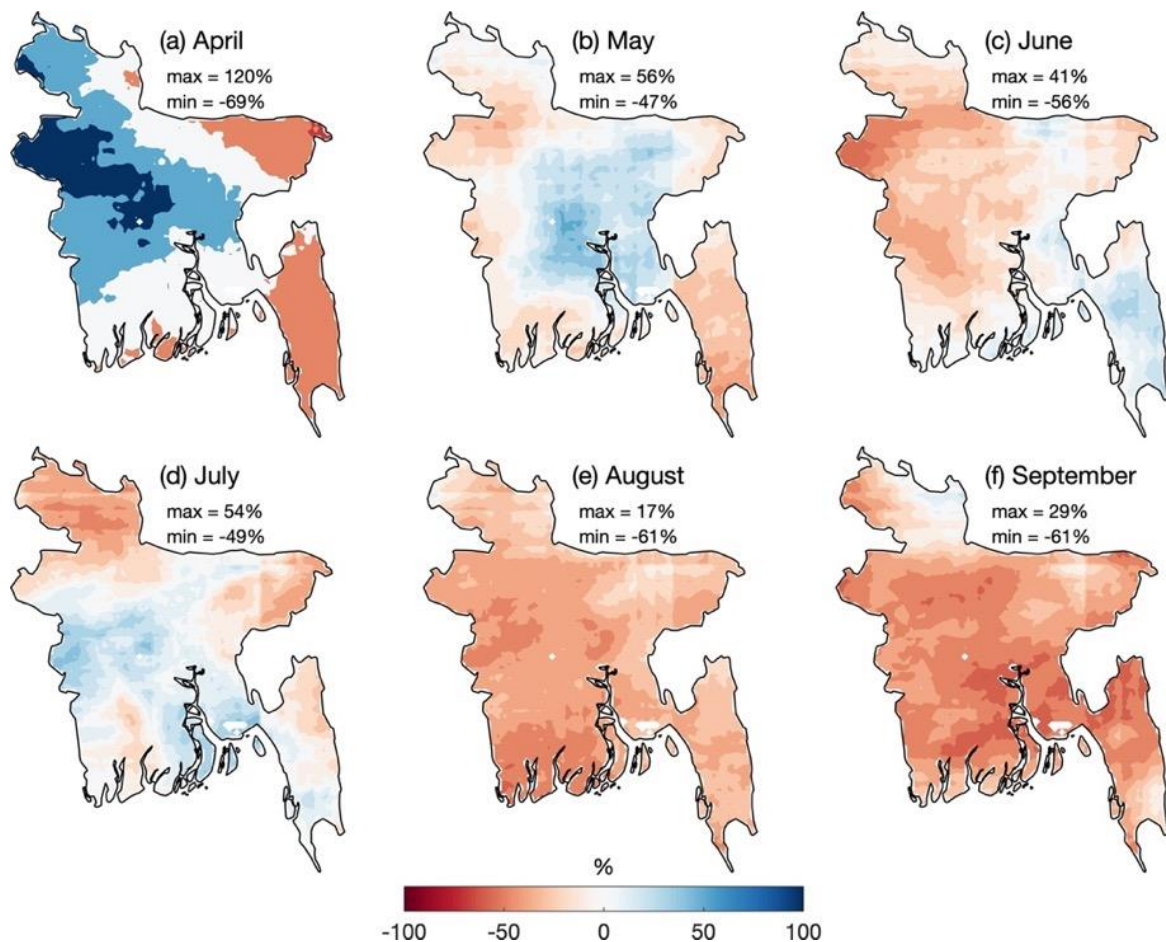 (a) April
max = 120%
min = -69%
(b) May
max = 56%
min = -47%
(c) June
max = 41%
min = -56%
(d) July
max = 54%
min = -49%
(e) August
max = 17%
min = -61%
(f) September
max = 29%
min = -61%
%
-100 -50 0 50 100